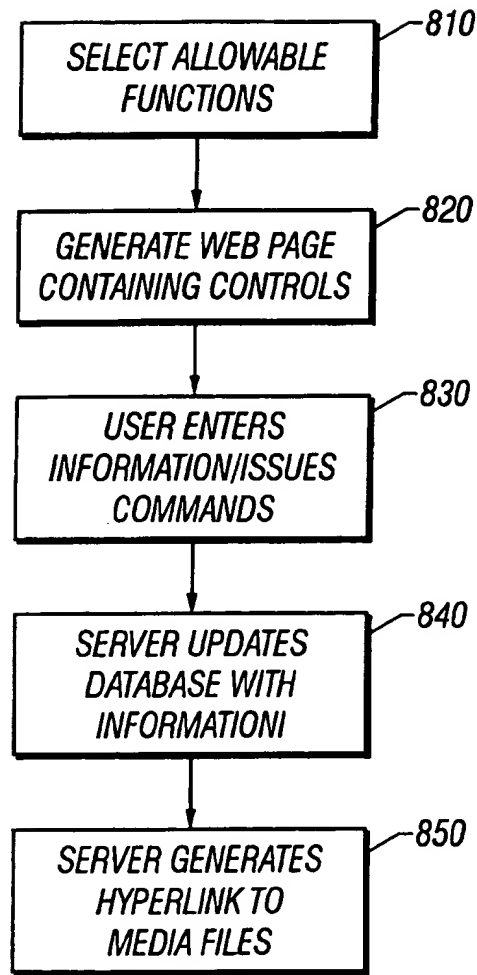 810
SELECT ALLOWABLE
FUNCTIONS
820
GENERATE WEB PAGE
CONTAINING CONTROLS
830
USER ENTERS
INFORMATION/ISSUES
COMMANDS
840
SERVER UPDATES
DATABASE WITH
INFORMATIONI
850
SERVER GENERATES
HYPERLINK TO
MEDIA FILES